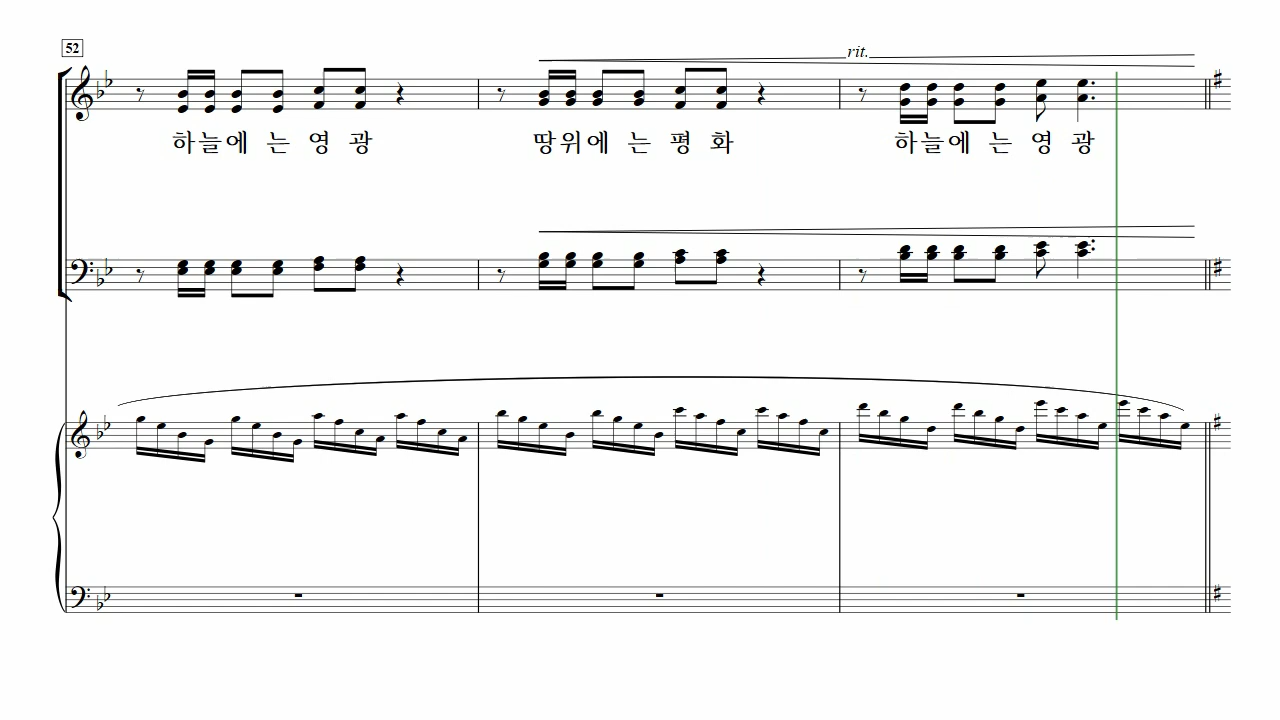 52
rit.
하늘에 는 영 광 땅위에 는 평 화 하늘에 는 영 광